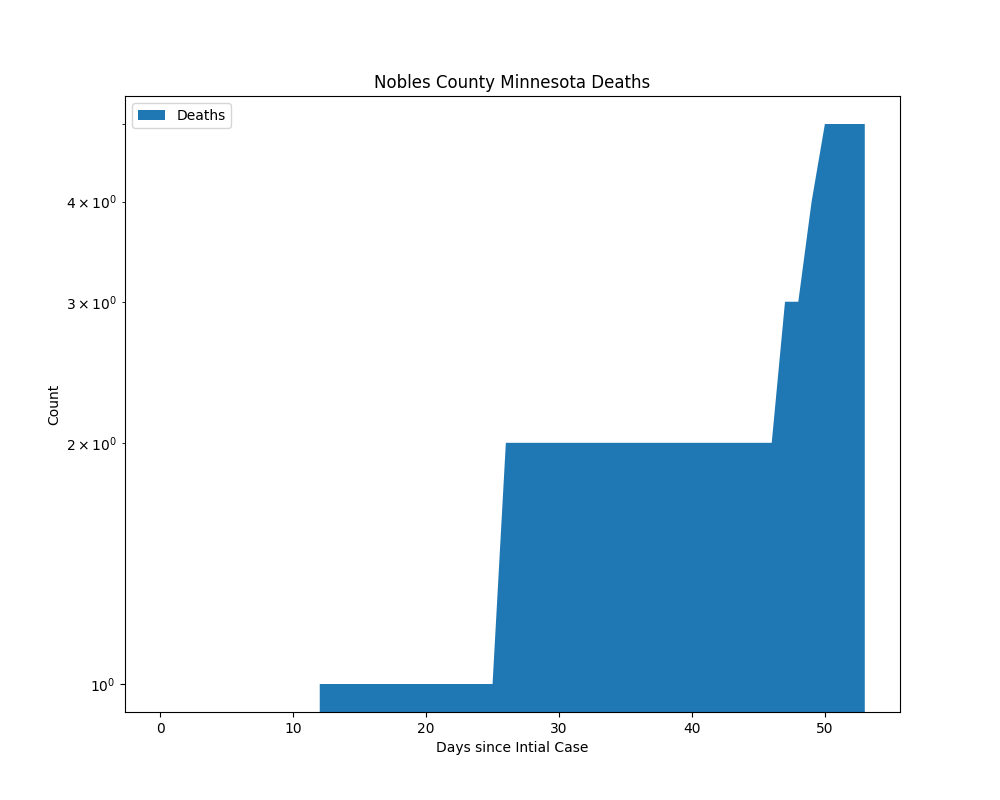 Nobles County Minnesota Deaths
Deaths
4 × 10⁰
3 × 10⁰
2 × 10⁰
10⁰
Count
0 10 20 30 40 50
Days since Intial Case